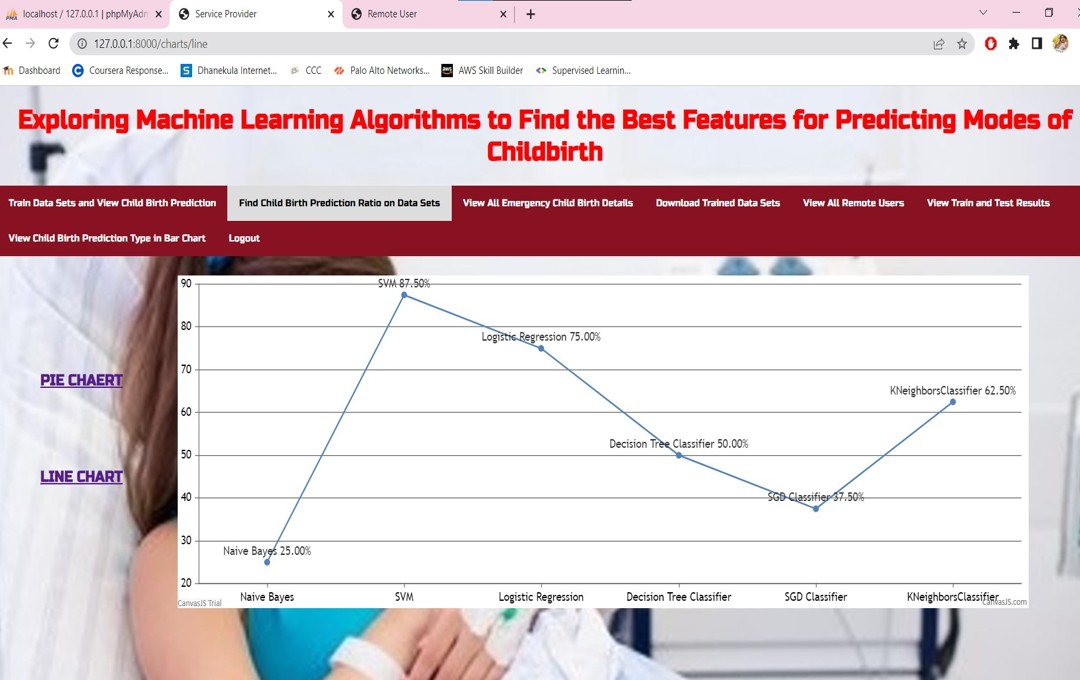 localhost / 127.0.0.1 | phpMyAdm
Service Provider
Remote User
127.0.0.1:8000/charts/line
Dashboard
Coursera Response...
Dhanekula Internet...
CCC
Palo Alto Networks...
AWS Skill Builder
Supervised Learnin...
Exploring Machine Learning Algorithms to Find the Best Features for Predicting Modes of
Childbirth
Train Data Sets and View Child Birth Prediction
Find Child Birth Prediction Ratio on Data Sets
View All Emergency Child Birth Details
Download Trained Data Sets
View All Remote Users
View Train and Test Results
View Child Birth Prediction Type in Bar Chart
Logout
PIE CHAERT
LINE CHART
90
80
70
60
50
40
30
20
SVM 87.50%
Logistic Regression 75.00%
KNeighborsClassifier 62.50%
Decision Tree Classifier 50.00%
SGD Classifier 37.50%
Naive Bayes 25.00%
Naive Bayes
SVM
Logistic Regression
Decision Tree Classifier
SGD Classifier
KNeighborsClassifier
CanvasJS Trial
CanvasJS.com